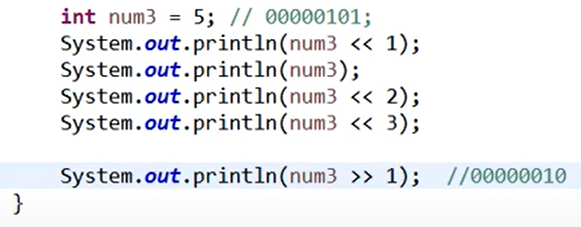 int num3 = 5; // 00000101;
System.out.println(num3 << 1);
System.out.println(num3);
System.out.println(num3 << 2);
System.out.println(num3 << 3);
System.out.println(num3 >> 1); //00000010
}